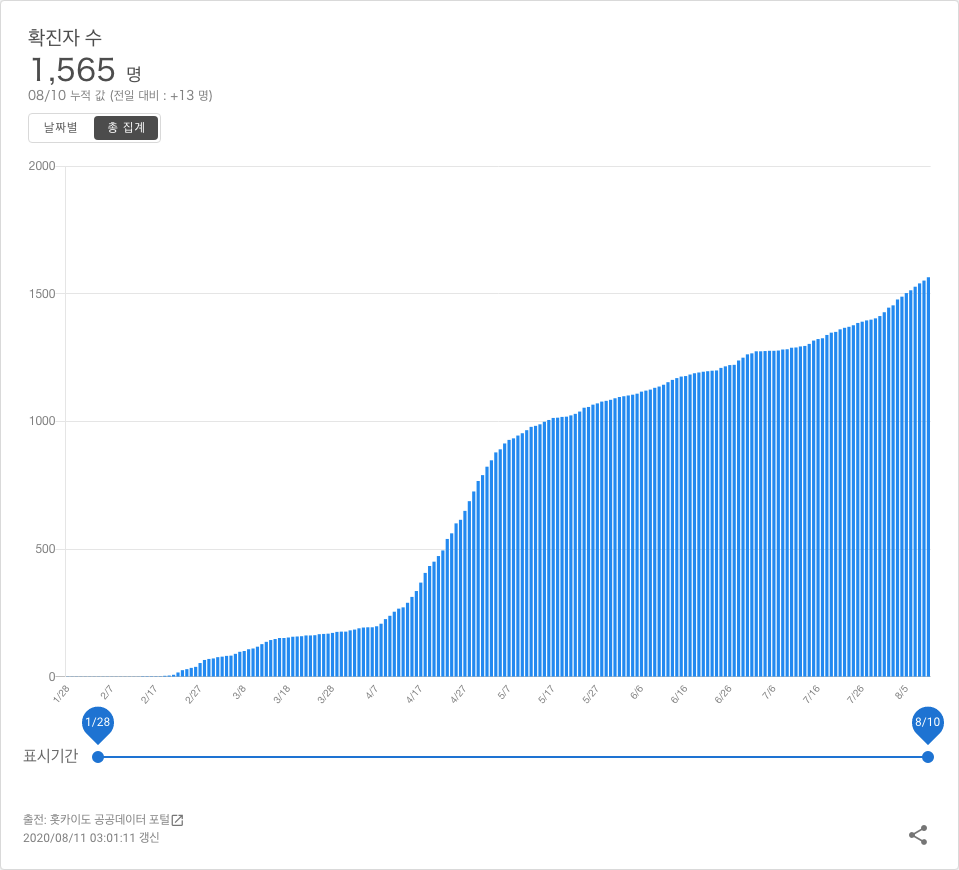 확진자 수
1,565 명
08/10 누적 값 (전일 대비 : +13 명)
날짜별 총 집계
2000
1500
1000
500
0
1/28 2/7 2/17 2/27 3/8 3/18 3/28 4/7 4/17 4/27 5/7 5/17 5/27 6/6 6/16 6/26 7/6 7/16 7/26 8/5
1/28 8/10
표시기간
출전: 홋카이도 공공데이터 포털
2020/08/11 03:01:11 갱신